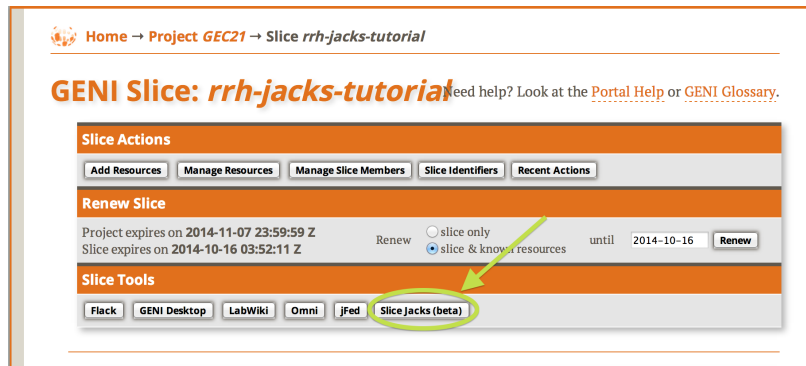 Home → Project GEC21 → Slice rrh-jacks-tutorial
GENI Slice: rrh-jacks-tutorial
Need help? Look at the Portal Help or GENI Glossary.
Slice Actions
Add Resources Manage Resources Manage Slice Members Slice Identifiers Recent Actions
Renew Slice
Project expires on 2014-11-07 23:59:59 Z
Slice expires on 2014-10-16 03:52:11 Z
Renew
slice only
slice & known resources
until 2014-10-16 Renew
Slice Tools
Flack GENI Desktop LabWiki Omni jFed Slice Jacks (beta)